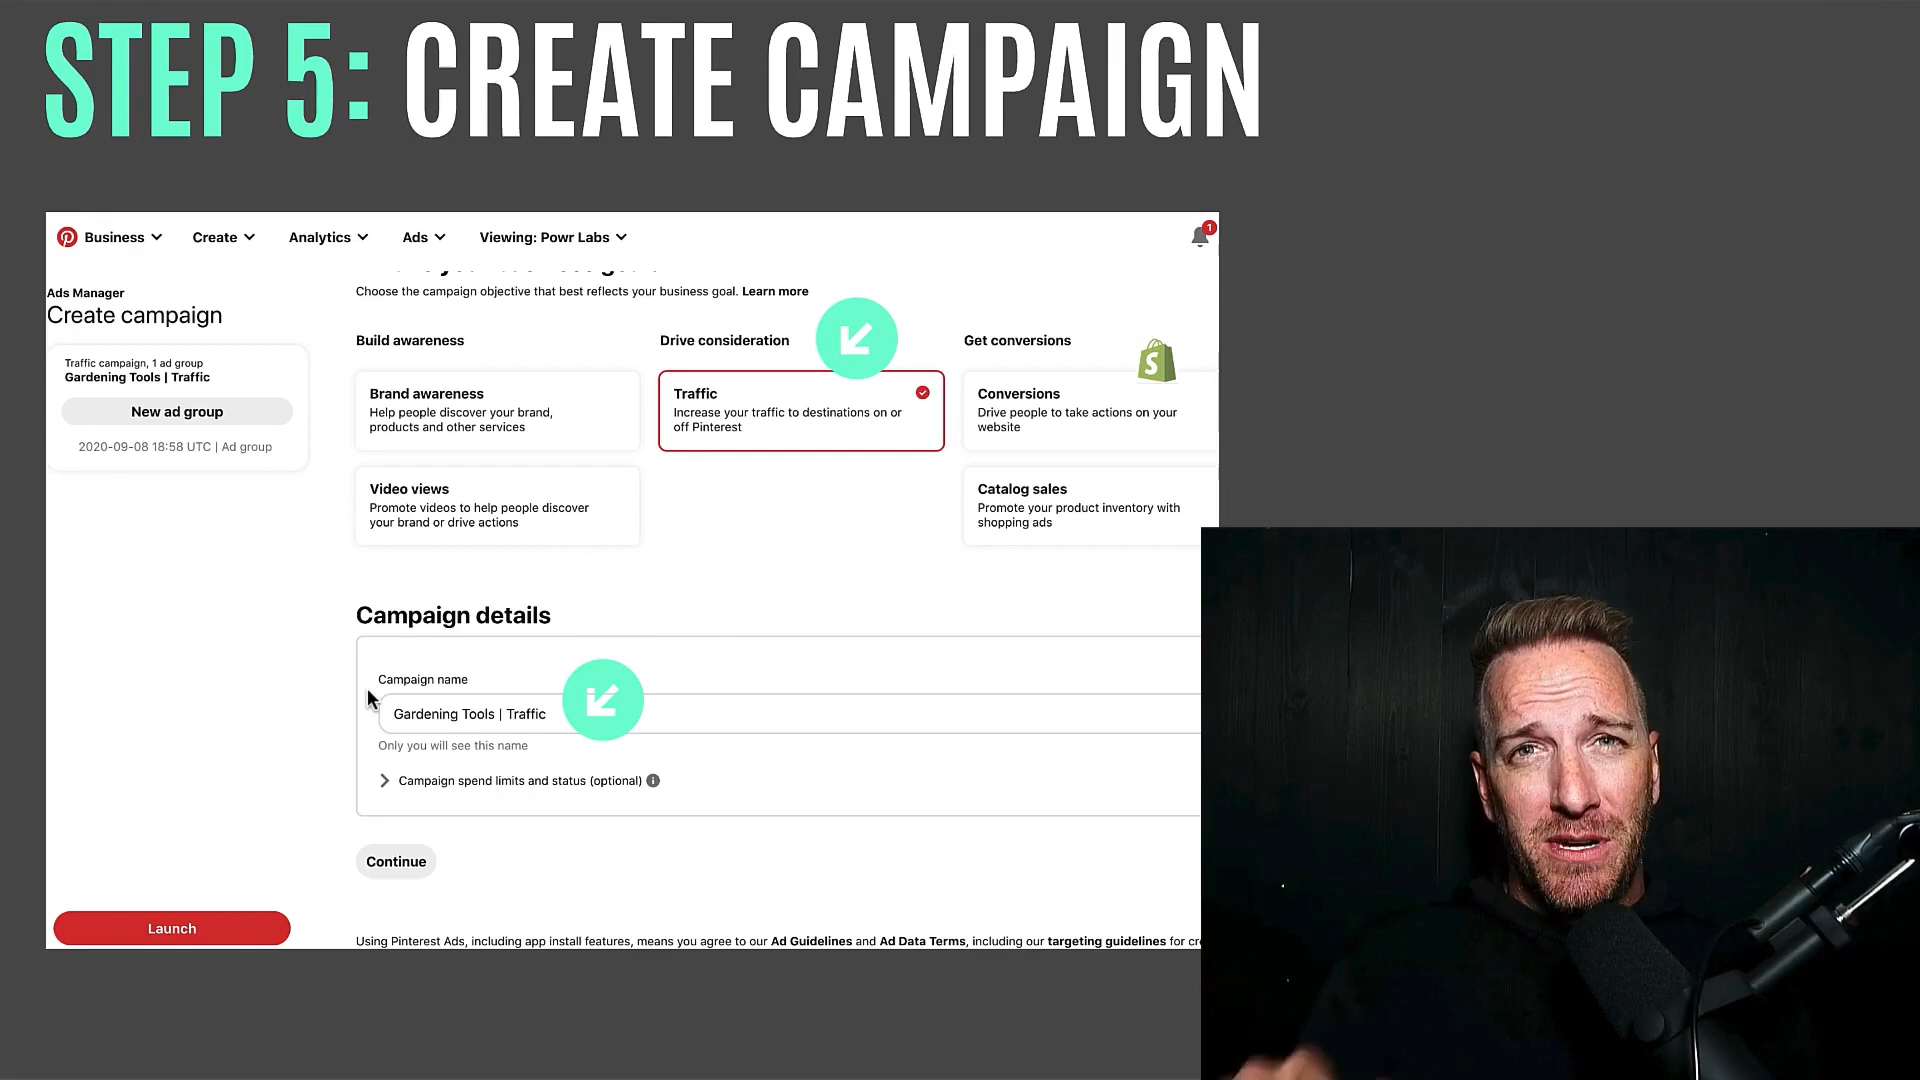 STEP 5: CREATE CAMPAIGN
Business Create Analytics Ads Viewing: Powr Labs
1
Ads Manager
Create campaign
Traffic campaign, 1 ad group
Gardening Tools | Traffic
New ad group
2020-09-08 18:58 UTC | Ad group
Launch
Choose the campaign objective that best reflects your business goal. Learn more
Build awareness
Brand awareness
Help people discover your brand,
products and other services
Video views
Promote videos to help people discover
your brand or drive actions
Drive consideration
Traffic
Increase your traffic to destinations on or
off Pinterest
Get conversions
S
Conversions
Drive people to take actions on your
website
Catalog sales
Promote your product inventory with
shopping ads
Campaign details
Campaign name
Gardening Tools | Traffic
Only you will see this name
Campaign spend limits and status (optional)
Continue
Using Pinterest Ads, including app install features, means you agree to our Ad Guidelines and Ad Data Terms, including our targeting guidelines for